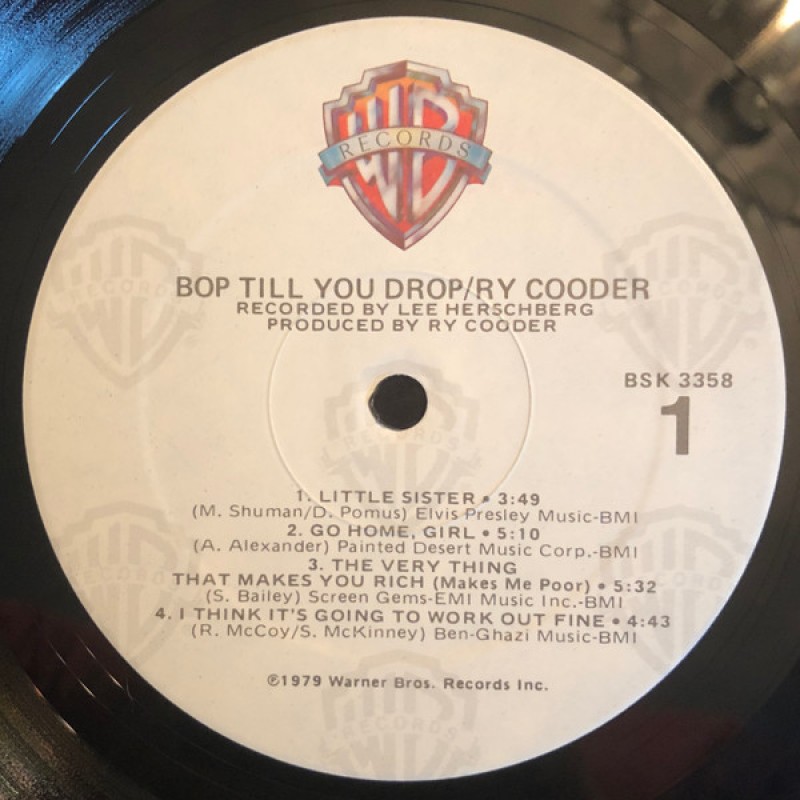 WB
RECORDS
BOP TILL YOU DROP/RY COODER
RECORDED BY LEE HERSCHBERG
PRODUCED BY RY COODER
BSK 3358
1
1. LITTLE SISTER • 3:49
(M. Shuman/D. Pomus) Elvis Presley Music-BMI
2. GO HOME, GIRL • 5:10
(A. Alexander) Painted Desert Music Corp.-BMI
3. THE VERY THING
THAT MAKES YOU RICH (Makes Me Poor) • 5:32
(S. Bailey) Screen Gems-EMI Music Inc.-BMI
4. I THINK IT'S GOING TO WORK OUT FINE • 4:43
(R. McCoy/S. McKinney) Ben-Ghazi Music-BMI
℗1979 Warner Bros. Records Inc.